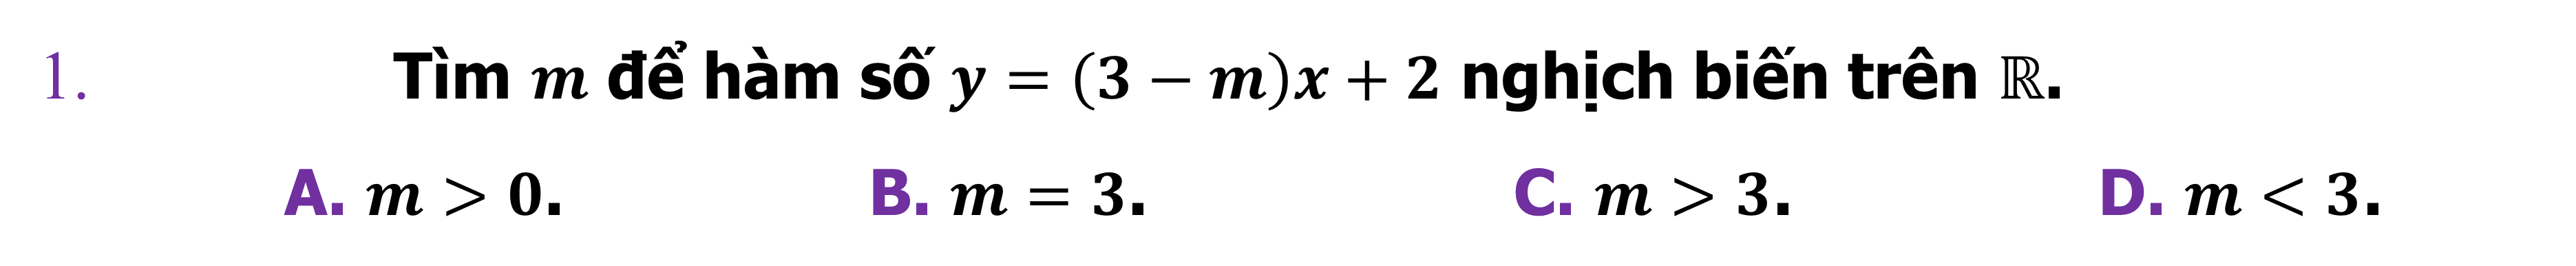 1. Tìm m để hàm số y = (3 − m)x + 2 nghịch biến trên ℝ.
A. m > 0. B. m = 3. C. m > 3. D. m < 3.